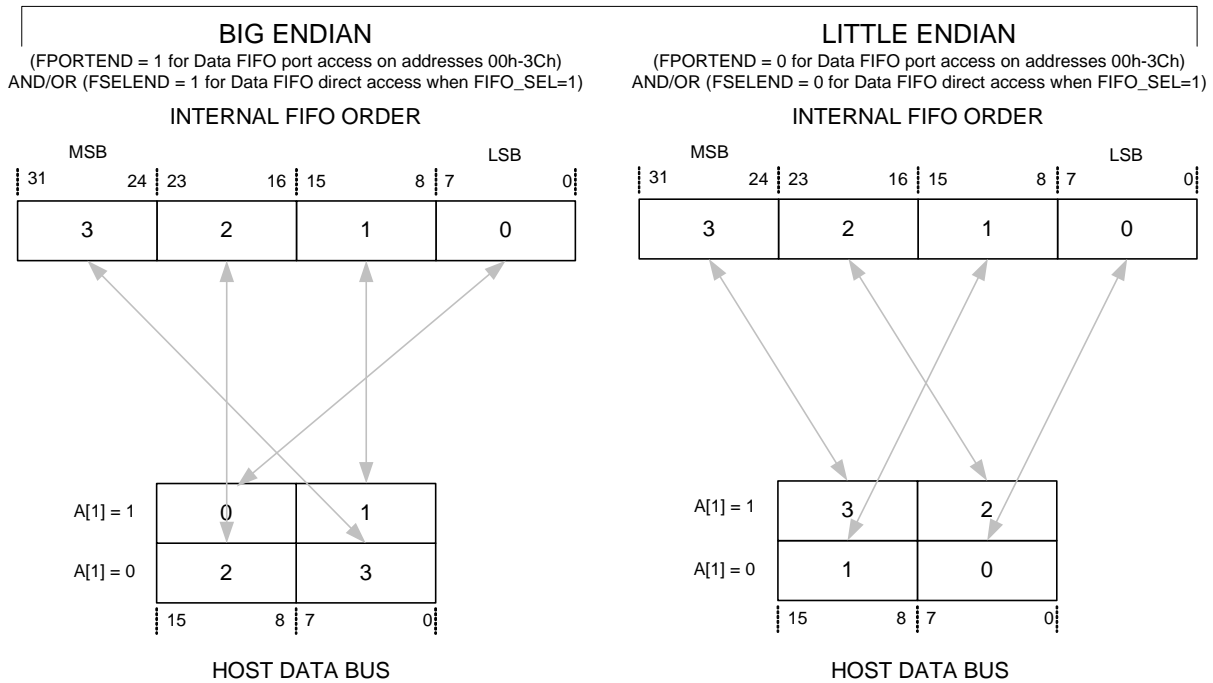 BIG ENDIAN
(FPORTEND = 1 for Data FIFO port access on addresses 00h-3Ch)
AND/OR (FSELEND = 1 for Data FIFO direct access when FIFO_SEL=1)
INTERNAL FIFO ORDER
MSB LSB
31 24 23 16 15 8 7 0
3 2 1 0
A[1] = 1 0 1
A[1] = 0 2 3
15 8 7 0
HOST DATA BUS
LITTLE ENDIAN
(FPORTEND = 0 for Data FIFO port access on addresses 00h-3Ch)
AND/OR (FSELEND = 0 for Data FIFO direct access when FIFO_SEL=1)
INTERNAL FIFO ORDER
MSB LSB
31 24 23 16 15 8 7 0
3 2 1 0
A[1] = 1 3 2
A[1] = 0 1 0
15 8 7 0
HOST DATA BUS